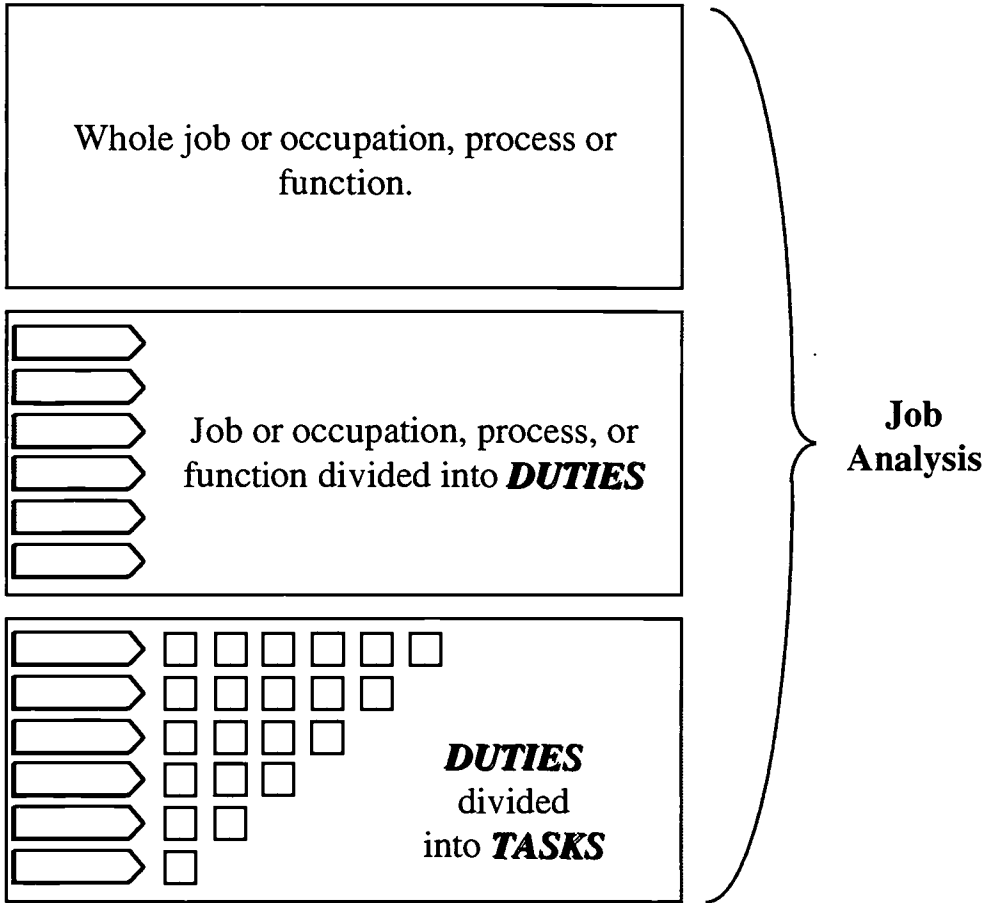 Whole job or occupation, process or
function.
Job or occupation, process, or
function divided into DUTIES
DUTIES
divided
into TASKS
Job
Analysis